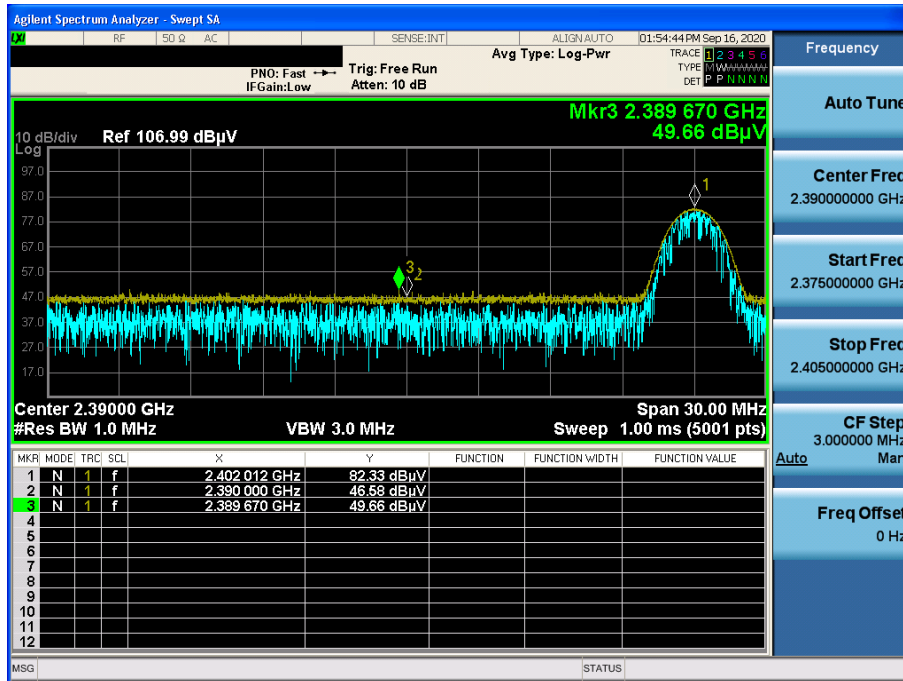 Agilent Spectrum Analyzer - Swept SA
LXI RF 50 Ω AC SENSE:INT ALIGN AUTO 01:54:44 PM Sep 16, 2020
Frequency
PNO: Fast
IFGain:Low
Trig: Free Run
Atten: 10 dB
Avg Type: Log-Pwr
TRACE 1 2 3 4 5 6
TYPE M W W W W W
DET P P N N N N
Mkr3 2.389 670 GHz
49.66 dBµV
10 dB/div Ref 106.99 dBµV
Log
97.0
87.0
77.0
67.0
57.0
47.0
37.0
27.0
17.0
1
3 2
Center 2.39000 GHz Span 30.00 MHz
#Res BW 1.0 MHz VBW 3.0 MHz Sweep 1.00 ms (5001 pts)
MKR MODE TRC SCL X Y FUNCTION FUNCTION WIDTH FUNCTION VALUE
1 N 1 f 2.402 012 GHz 82.33 dBµV
2 N 1 f 2.390 000 GHz 46.58 dBµV
3 N 1 f 2.389 670 GHz 49.66 dBµV
4
5
6
7
8
9
10
11
12
MSG STATUS
Auto Tune
Center Freq
2.390000000 GHz
Start Freq
2.375000000 GHz
Stop Freq
2.405000000 GHz
CF Step
3.000000 MHz
Auto Man
Freq Offset
0 Hz